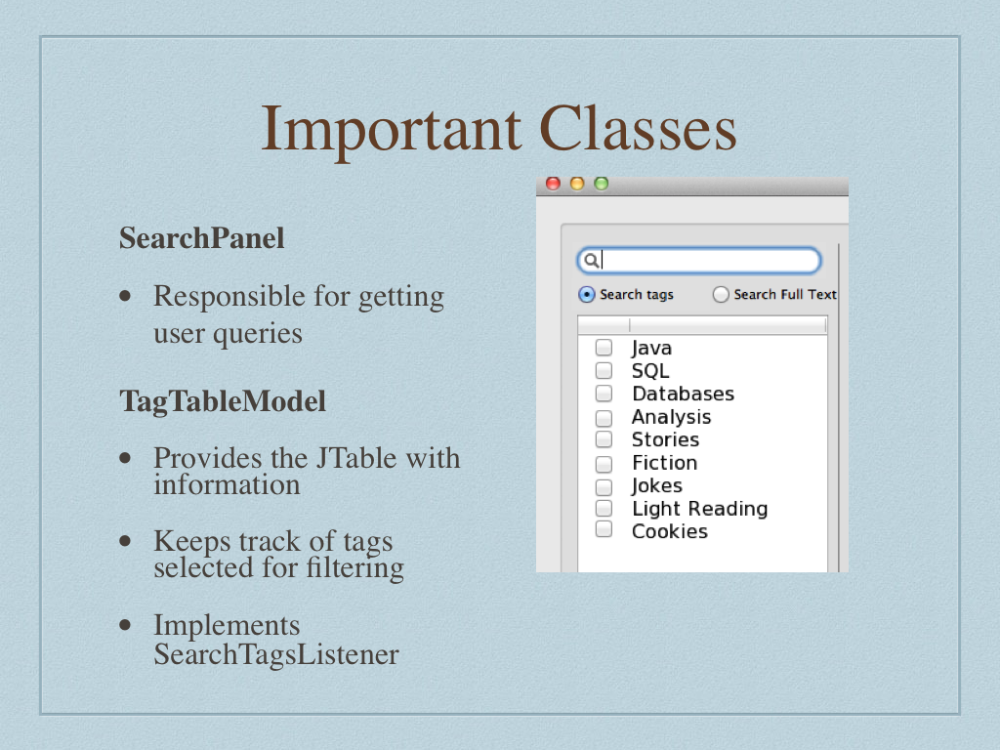 Important Classes
SearchPanel
• Responsible for getting
user queries
TagTableModel
• Provides the JTable with
information
• Keeps track of tags
selected for filtering
• Implements
SearchTagsListener
Search tags
Search Full Text
Java
SQL
Databases
Analysis
Stories
Fiction
Jokes
Light Reading
Cookies